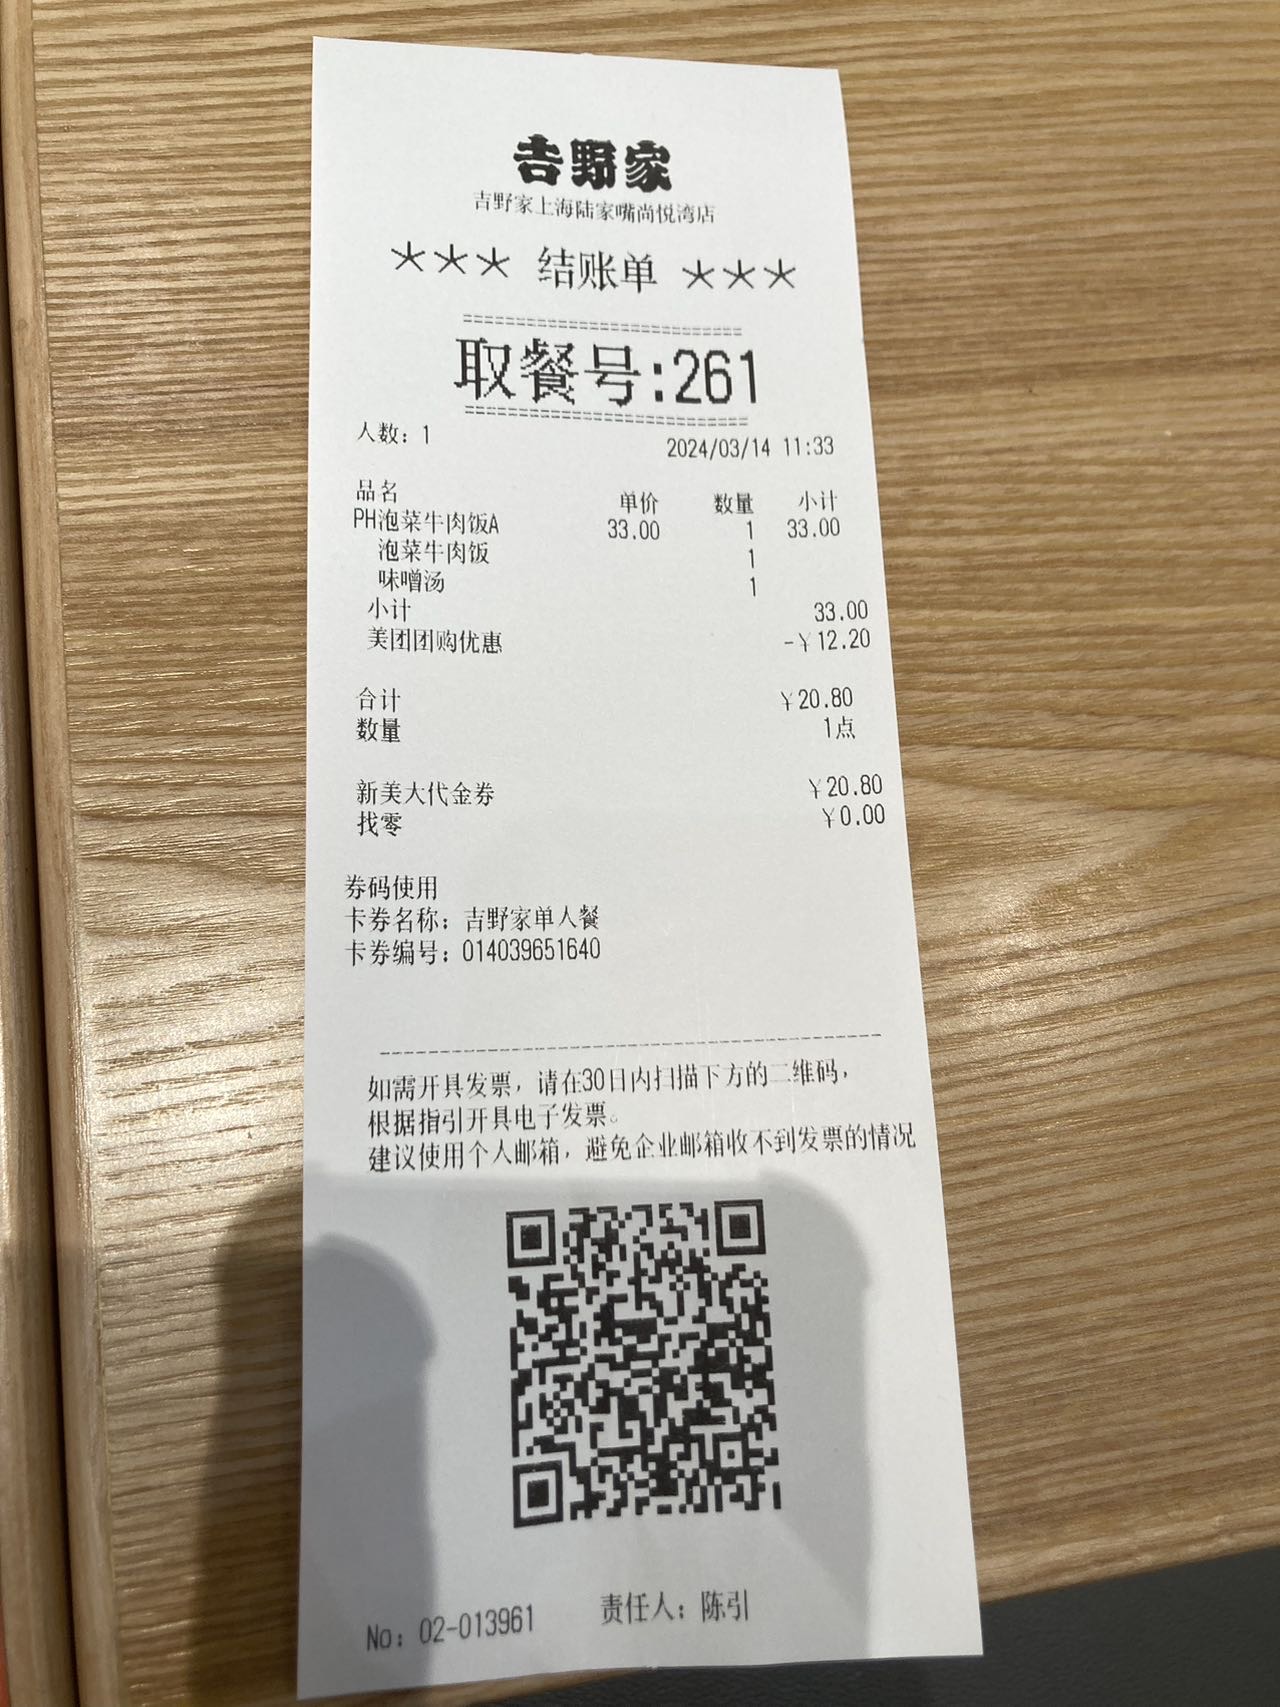 吉野家
吉野家上海陆家嘴尚悦湾店
*** 结账单 ***
==========================
取餐号:261
==========================
人数: 1 2024/03/14 11:33
品名 单价 数量 小计
PH泡菜牛肉饭A 33.00 1 33.00
泡菜牛肉饭 1
味噌汤 1
小计 33.00
美团团购优惠 -¥12.20
合计 ¥20.80
数量 1点
新美大代金券 ¥20.80
找零 ¥0.00
券码使用
卡券名称: 吉野家单人餐
卡券编号: 014039651640
------------------------------------------
如需开具发票, 请在30日内扫描下方的二维码,
根据指引开具电子发票。
建议使用个人邮箱, 避免企业邮箱收不到发票的情况
No: 02-013961 责任人: 陈引